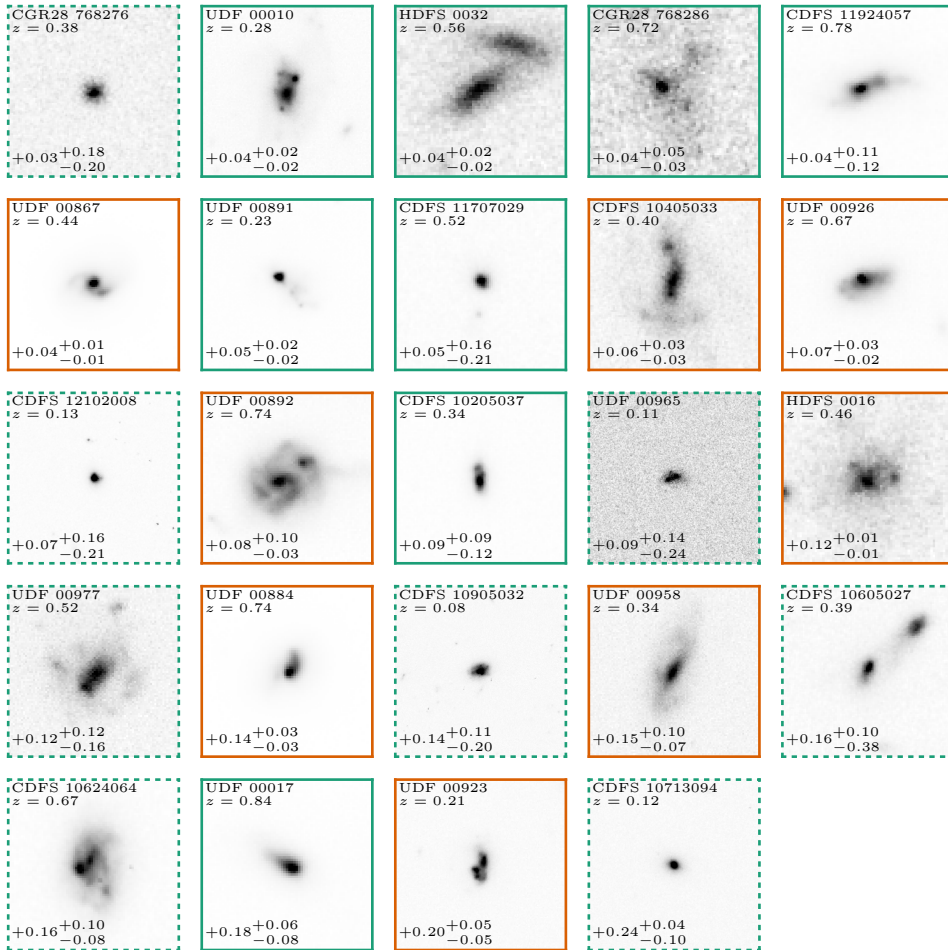 CGR28 768276
z = 0.38
+0.03 +0.18 −0.20
UDF 00010
z = 0.28
+0.04 +0.02 −0.02
HDFS 0032
z = 0.56
+0.04 +0.02 −0.02
CGR28 768286
z = 0.72
+0.04 +0.05 −0.03
CDFS 11924057
z = 0.78
+0.04 +0.11 −0.12
UDF 00867
z = 0.44
+0.04 +0.01 −0.01
UDF 00891
z = 0.23
+0.05 +0.02 −0.02
CDFS 11707029
z = 0.52
+0.05 +0.16 −0.21
CDFS 10405033
z = 0.40
+0.06 +0.03 −0.03
UDF 00926
z = 0.67
+0.07 +0.03 −0.02
CDFS 12102008
z = 0.13
+0.07 +0.16 −0.21
UDF 00892
z = 0.74
+0.08 +0.10 −0.03
CDFS 10205037
z = 0.34
+0.09 +0.09 −0.12
UDF 00965
z = 0.11
+0.09 +0.14 −0.24
HDFS 0016
z = 0.46
+0.12 +0.01 −0.01
UDF 00977
z = 0.52
+0.12 +0.12 −0.16
UDF 00884
z = 0.74
+0.14 +0.03 −0.03
CDFS 10905032
z = 0.08
+0.14 +0.11 −0.20
UDF 00958
z = 0.34
+0.15 +0.10 −0.07
CDFS 10605027
z = 0.39
+0.16 +0.10 −0.38
CDFS 10624064
z = 0.67
+0.16 +0.10 −0.08
UDF 00017
z = 0.84
+0.18 +0.06 −0.08
UDF 00923
z = 0.21
+0.20 +0.05 −0.05
CDFS 10713094
z = 0.12
+0.24 +0.04 −0.10